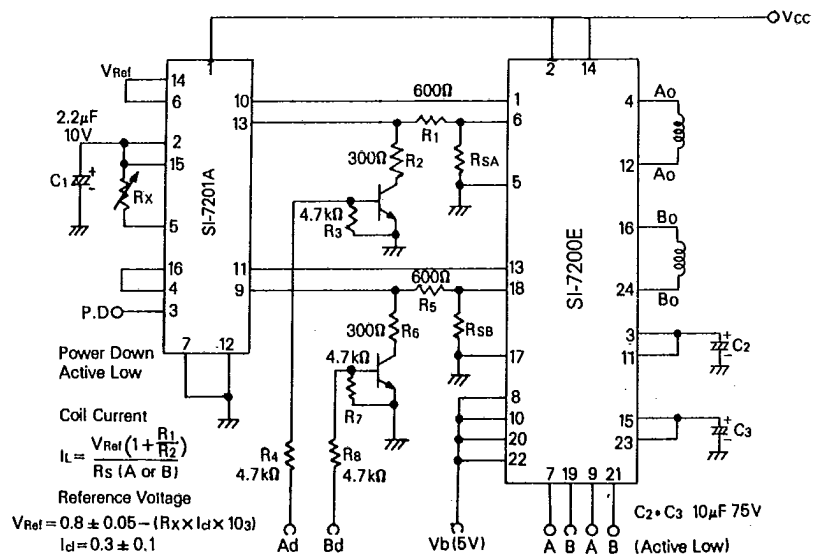 Vcc
1
2
14
VRef
14
6
10
600Ω
1
4
Ao
13
R1
6
2.2μF
10V
2
15
300Ω
R2
RSA
12
Ao
C1
+
-
Rx
SI-7201A
4.7kΩ
5
5
R3
16
Bo
SI-7200E
16
4
11
600Ω
13
9
R5
18
24
Bo
P.D
3
300Ω
R6
RSB
3
+
-
C2
11
7
12
4.7kΩ
17
Power Down
Active Low
R7
8
10
15
+
-
C3
Coil Current
20
23
IL= VRef(1+R1/R2) / Rs (A or B)
R4
4.7kΩ
R8
4.7kΩ
22
7
19
9
21
Reference Voltage
C2•C3 10μF 75V
VRef=0.8±0.05-(Rx×Icl×103)
Icl=0.3±0.1
Ad
Bd
Vb(5V)
A
B
A
B
(Active Low)